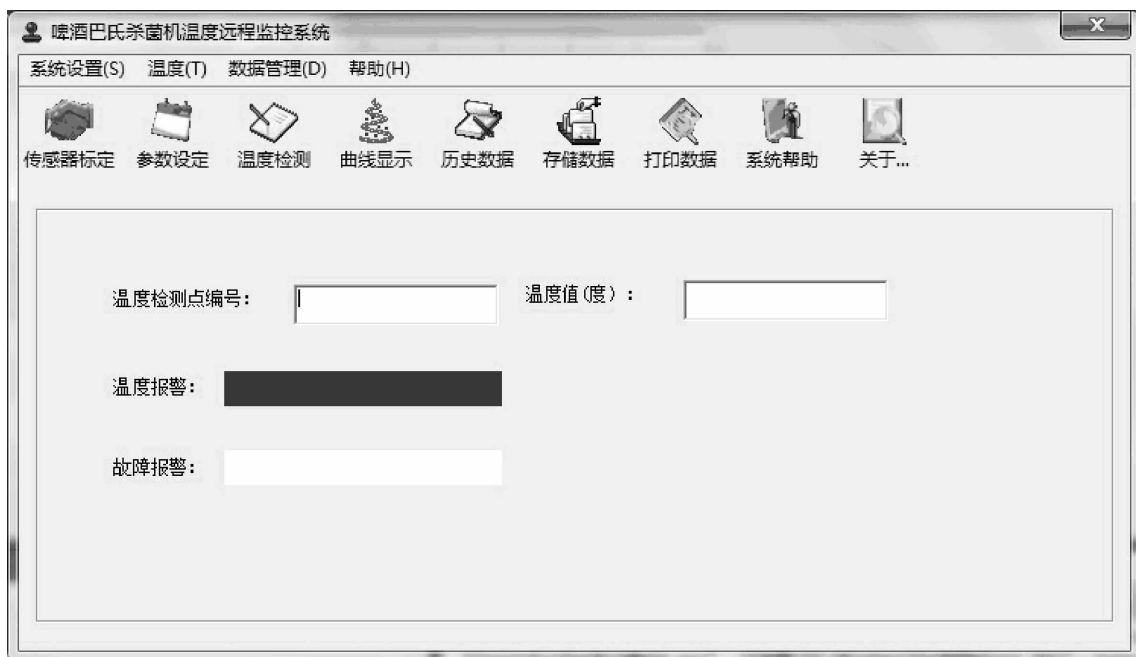 啤酒巴氏杀菌机温度远程监控系统
系统设置(S) 温度(T) 数据管理(D) 帮助(H)
传感器标定 参数设定 温度检测 曲线显示 历史数据 存储数据 打印数据 系统帮助 关于...
温度检测点编号： 温度值(度）：
温度报警：
故障报警：